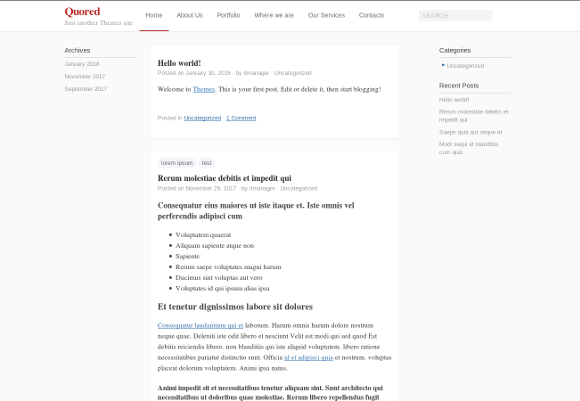 Quored
Just another Themes site
Home About Us Portfolio Where we are Our Services Contacts
SEARCH
Archives
January 2018
November 2017
September 2017
Hello world!
Posted on January 30, 2018 · by itmanager · Uncategorized
Welcome to Themes. This is your first post. Edit or delete it, then start blogging!
Posted in Uncategorized · 1 Comment
lorem ipsum test
Rerum molestiae debitis et impedit qui
Posted on November 29, 2017 · by itmanager · Uncategorized
Consequatur eius maiores ut iste itaque et. Iste omnis vel
perferendis adipisci cum
Voluptatem quaerat
Aliquam sapiente atque non
Sapiente
Rerum saepe voluptates magni harum
Ducimus sint voluptas aut vero
Voluptates id qui ipsum alias ipsa
Et tenetur dignissimos labore sit dolores
Consequatur laudantium qui et laborum. Harum omnis harum dolore nostrum
neque quae. Deleniti iste odit libero et nesciunt Velit est modi qui sed quod Est
debitis reiciendis libero. non blanditiis qui iste aliquid voluptatem. libero ratione
necessitatibus pariatur distinctio sunt. Officia id et adipisci quia et nostrum. voluptas
placeat dolorum voluptatem. Animi ipsa natus.
Animi impedit sit et necessitatibus tenetur aliquam sint. Sunt architecto qui
necessitatibus ut doloribus quae molestiae. Rerum libero repellendus fugit
Categories
Uncategorized
Recent Posts
Hello world!
Rerum molestiae debitis et
impedit qui
Saepe quia aut neque et
Modi sequi et blanditiis
cum quis